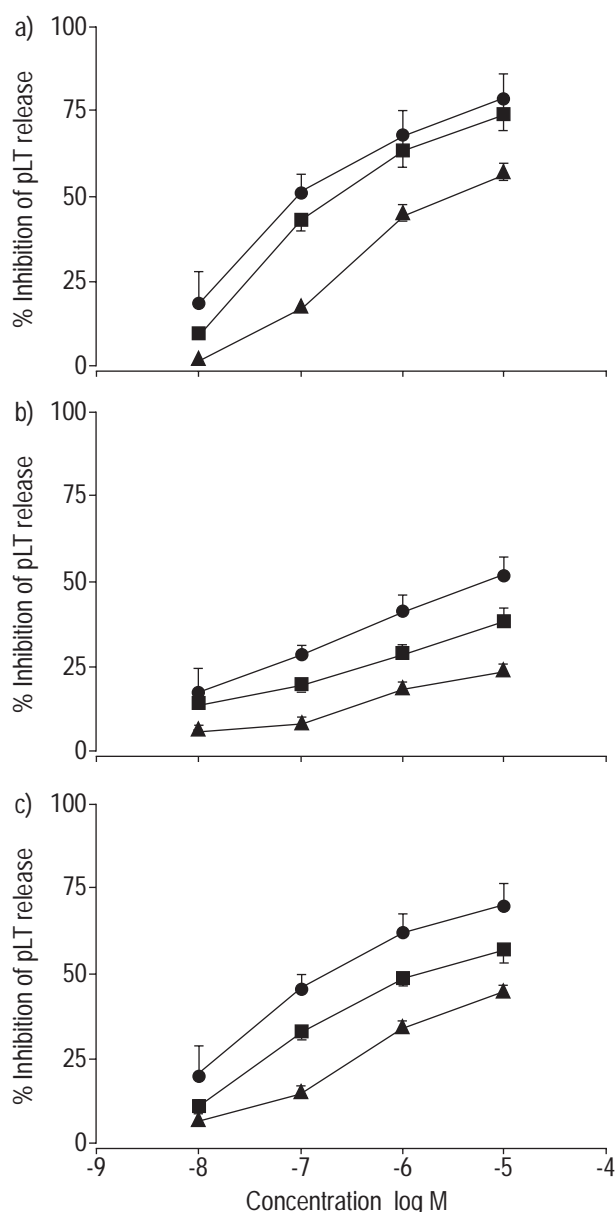 a)
100
75
50
25
0
% Inhibition of pLT release
b)
100
75
50
25
0
% Inhibition of pLT release
c)
100
75
50
25
0
% Inhibition of pLT release
-9 -8 -7 -6 -5 -4
Concentration log M